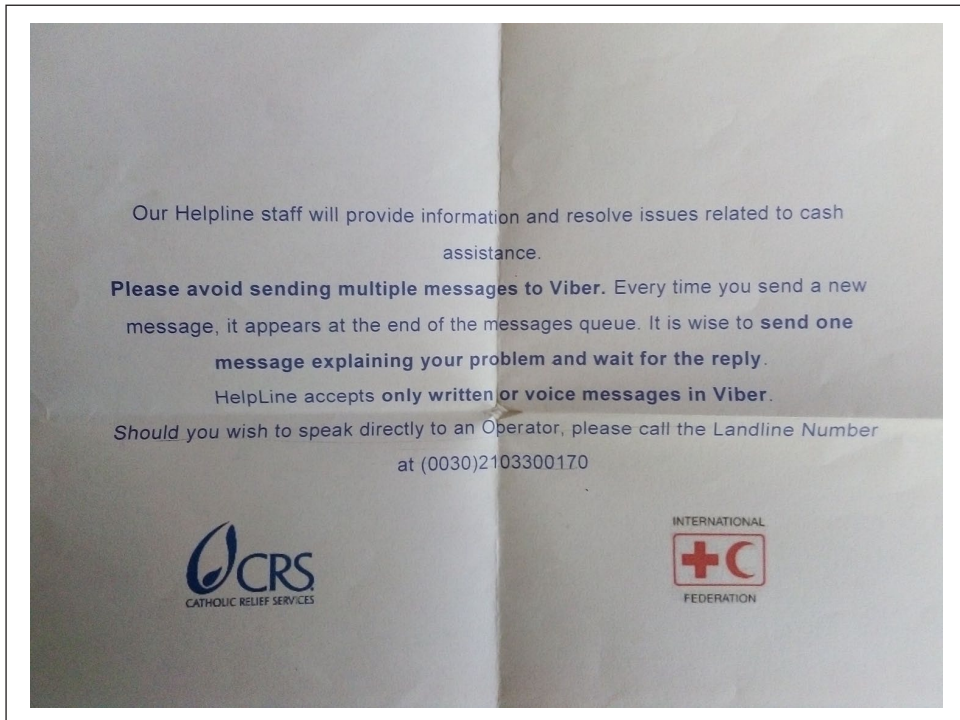 Our Helpline staff will provide information and resolve issues related to cash
assistance.
Please avoid sending multiple messages to Viber. Every time you send a new
message, it appears at the end of the messages queue. It is wise to send one
message explaining your problem and wait for the reply.
HelpLine accepts only written or voice messages in Viber.
Should you wish to speak directly to an Operator, please call the Landline Number
at (0030)2103300170
CRS
CATHOLIC RELIEF SERVICES
INTERNATIONAL
FEDERATION